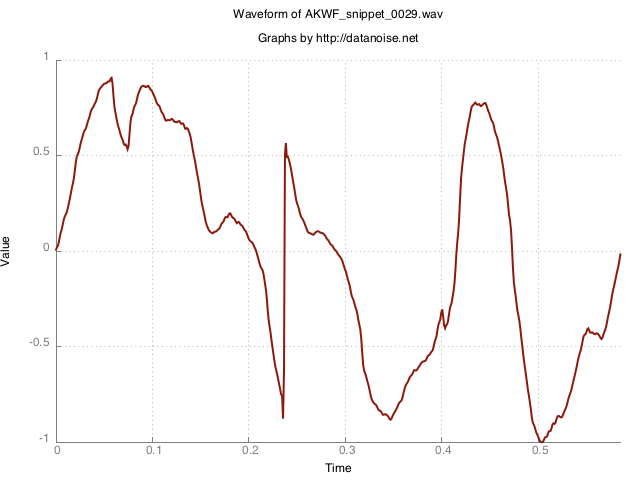 Waveform of AKWF_snippet_0029.wav
Graphs by http://datanoise.net
1
0.5
0
-0.5
-1
Value
0
0.1
0.2
0.3
0.4
0.5
Time